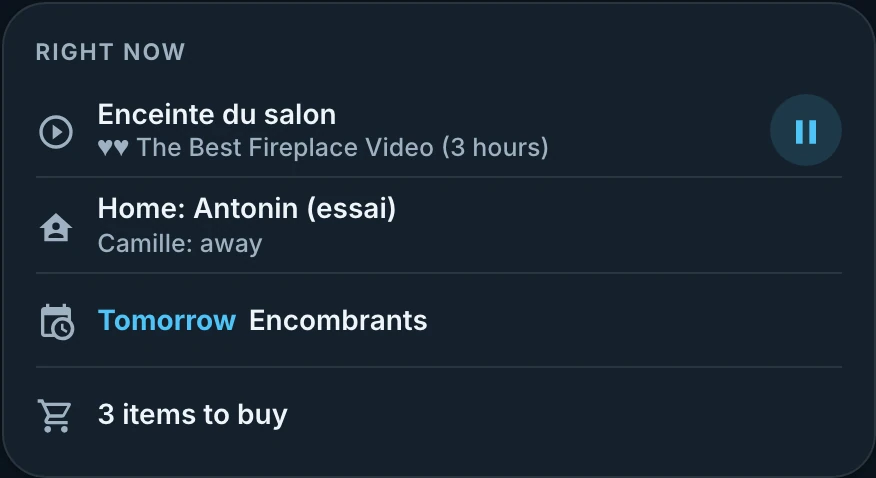 RIGHT NOW
Enceinte du salon
♥♥ The Best Fireplace Video (3 hours)
Home: Antonin (essai)
Camille: away
Tomorrow Encombrants
3 items to buy